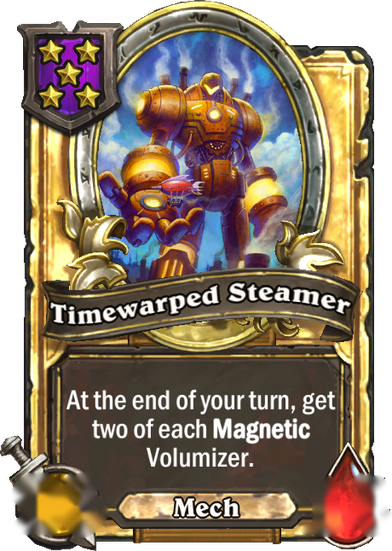 Timewarped Steamer
At the end of your turn, get
two of each Magnetic
Volumizer.
Mech